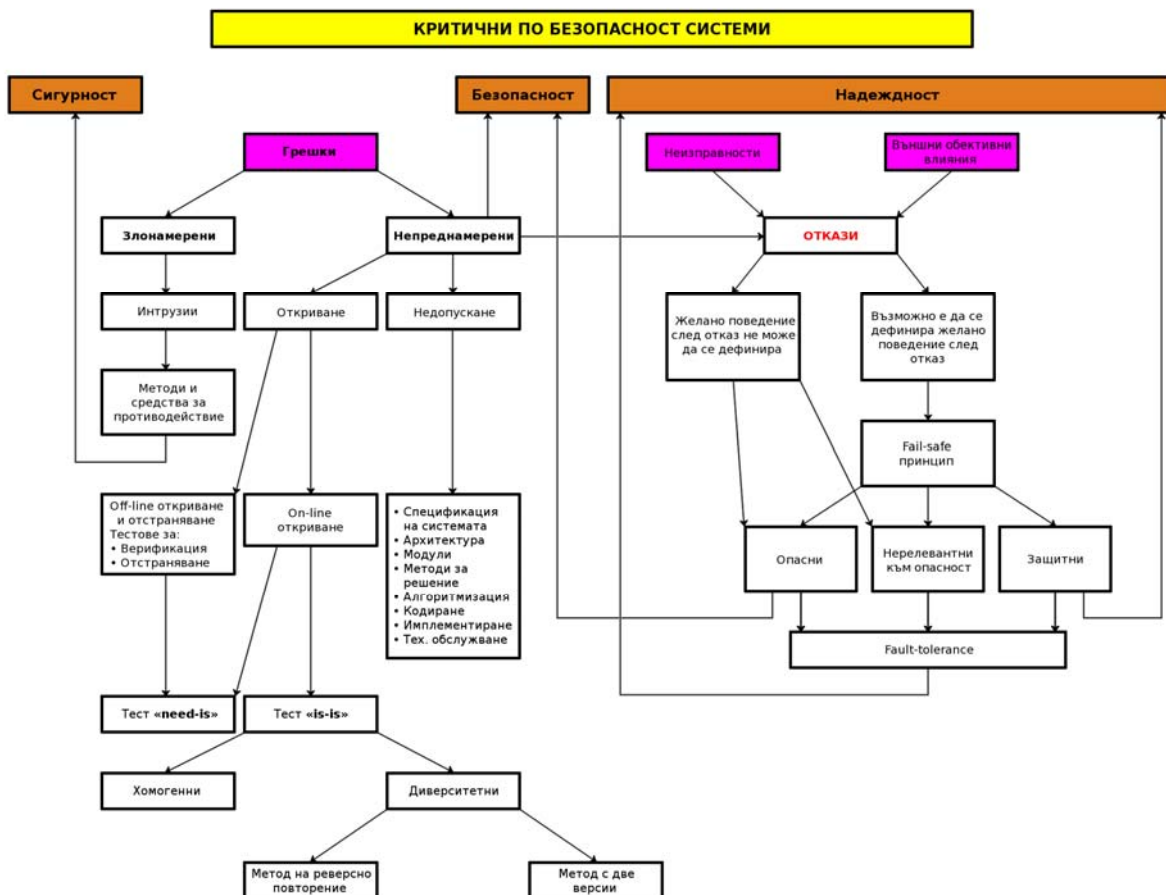 КРИТИЧНИ ПО БЕЗОПАСНОСТ СИСТЕМИ
Сигурност
Безопасност
Надеждност
Грешки
Неизправности
Външни обективни
влияния
Злонамерени
Непреднамерени
ОТКАЗИ
Интрузии
Откриване
Недопускане
Желано поведение
след отказ не може
да се дефинира
Възможно е да се
дефинира желано
поведение след
отказ
Методи и
средства за
противодействие
Fail-safe
принцип
Off-line откриване
и отстраняване
Тестове за:
• Верификация
• Отстраняване
On-line
откриване
• Спецификация
на системата
• Архитектура
• Модули
• Методи за
решение
• Алгоритмизация
• Кодиране
• Имплементиране
• Тех. обслужване
Опасни
Нерелевантни
към опасност
Защитни
Fault-tolerance
Тест «need-is»
Тест «is-is»
Хомогенни
Диверситетни
Метод на реверсно
повторение
Метод с две
версии